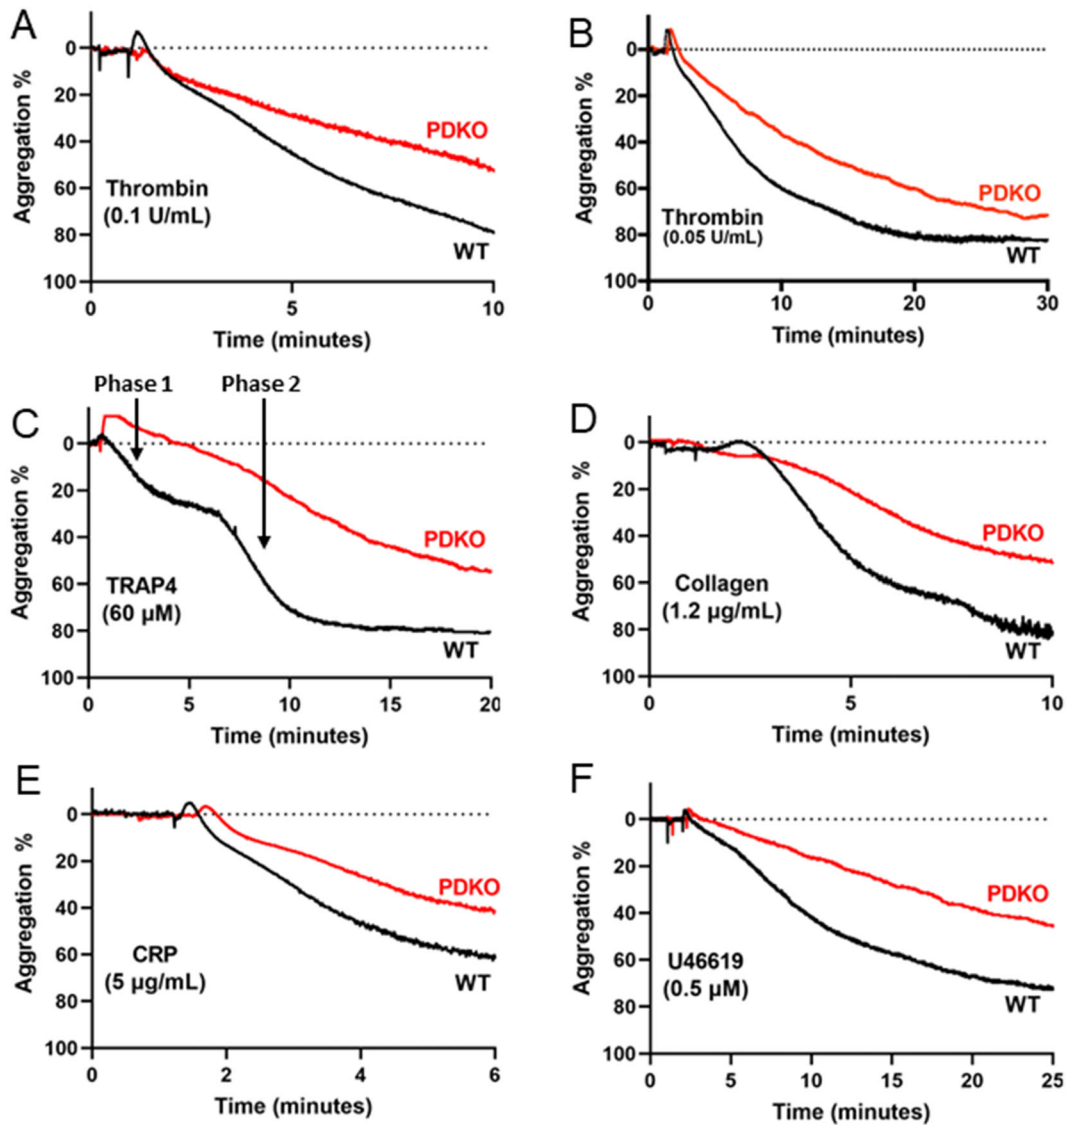 A
Aggregation %
0
20
40
60
80
100
PDKO
Thrombin
(0.1 U/mL)
WT
0
5
10
Time (minutes)
B
Aggregation %
0
20
40
60
80
100
PDKO
Thrombin
(0.05 U/mL)
WT
0
10
20
30
Time (minutes)
Phase 1
Phase 2
C
Aggregation %
0
20
40
60
80
100
PDKO
TRAP4
(60 µM)
WT
0
5
10
15
20
Time (minutes)
D
Aggregation %
0
20
40
60
80
100
PDKO
Collagen
(1.2 µg/mL)
WT
0
5
10
Time (minutes)
E
Aggregation %
0
20
40
60
80
100
PDKO
CRP
(5 µg/mL)
WT
0
2
4
6
Time (minutes)
F
Aggregation %
0
20
40
60
80
100
PDKO
U46619
(0.5 µM)
WT
0
5
10
15
20
25
Time (minutes)